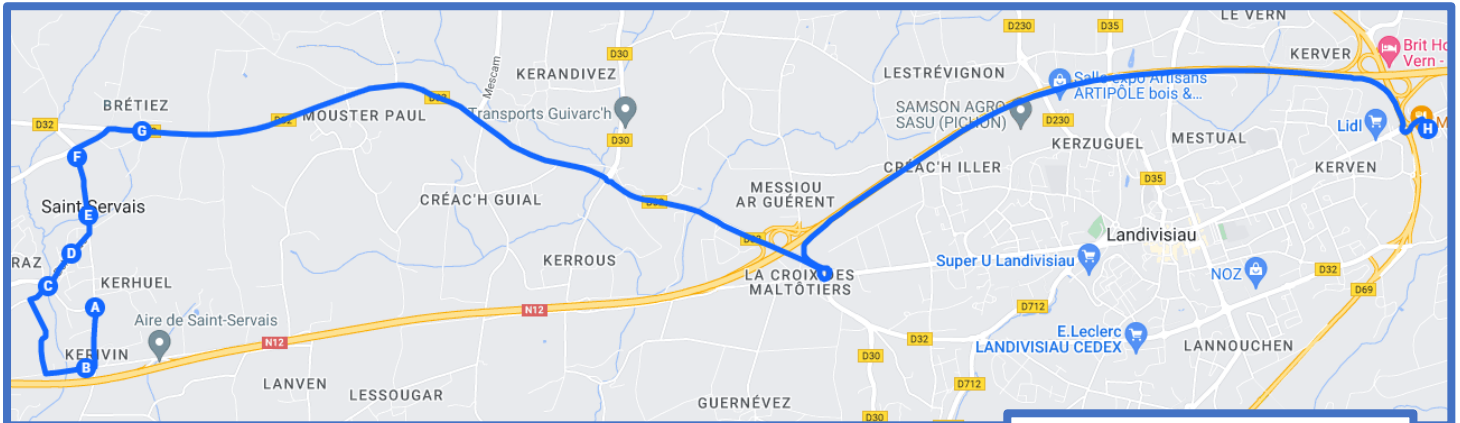 LE VERN
D230
D35
D30
Mescam
KERVER
Brit Ho
Vern -
KERANDIVEZ
LESTRÉVIGNON
Salle expo Artisans
ARTIPÔLE bois &...
BRÉTIEZ
MOUSTER PAUL
Transports Guivarc'h
SAMSON AGRO
SASU (PICHON)
D32
G
D230
Lidl
M
H
D30
KERZUGUEL
MESTUAL
F
CRÉAC'H ILLER
KERVEN
D35
MESSIOU
AR GUÉRENT
CRÉAC'H GUIAL
Saint-Servais
E
Landivisiau
D
RAZ
KERROUS
Super U Landivisiau
NOZ
D32
LA CROIX DES
MALTÔTIERS
C
KERHUEL
A
D69
N12
D712
Aire de Saint-Servais
E.Leclerc
LANDIVISIAU CEDEX
D32
N12
LANNOUCHEN
KERIVIN
B
D30
LANVEN
LESSOUGAR
D712
GUERNÉVEZ
D30